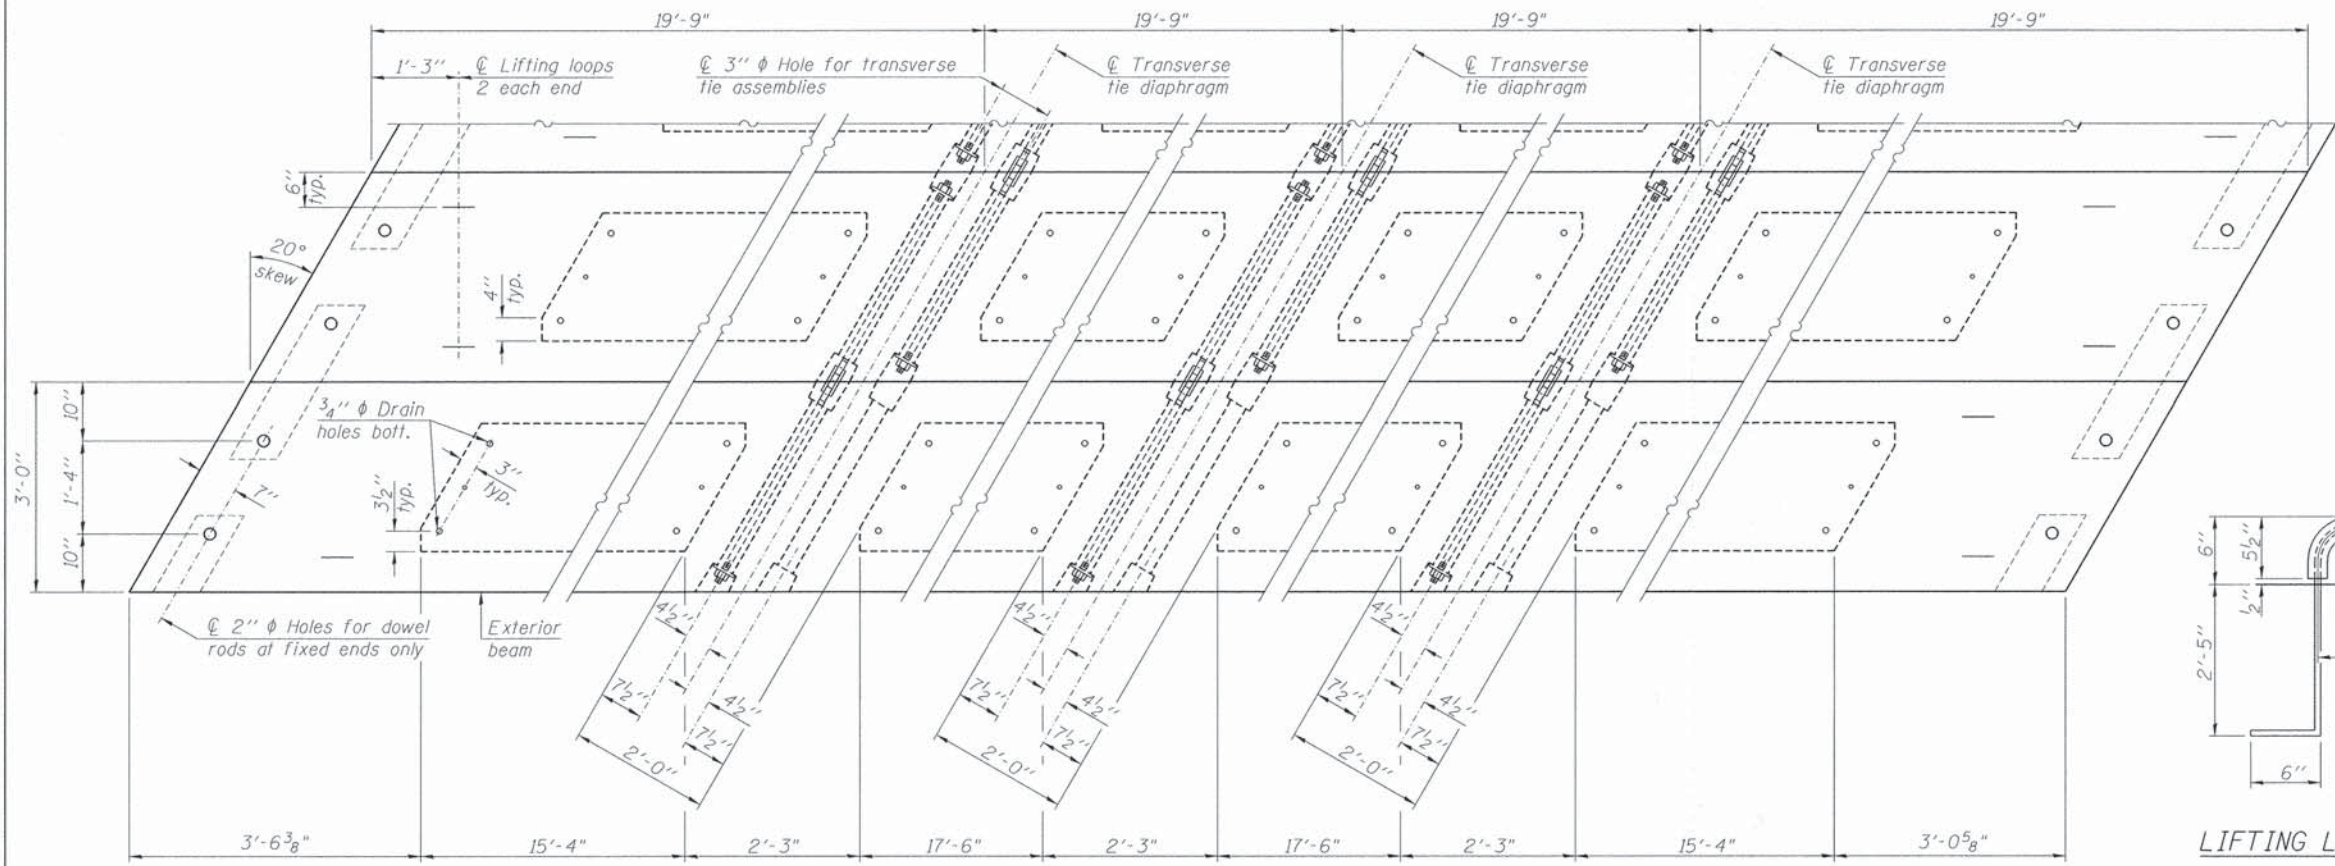 19'-9"
19'-9"
19'-9"
19'-9"
1'-3"
℄ Lifting loops
2 each end
℄ 3" ϕ Hole for transverse
tie assemblies
℄ Transverse
tie diaphragm
℄ Transverse
tie diaphragm
℄ Transverse
tie diaphragm
6"
typ.
20°
skew
4"
typ.
3'-0"
10"
1'-4"
10"
3/4" ϕ Drain
holes bott.
3"
typ.
3 1/2"
typ.
7"
℄ 2" ϕ Holes for dowel
rods at fixed ends only
Exterior
beam
4 1/2"
7 1/2"
4 1/2"
7 1/2"
2'-0"
4 1/2"
7 1/2"
4 1/2"
7 1/2"
2'-0"
4 1/2"
7 1/2"
4 1/2"
7 1/2"
2'-0"
3'-6 3/8"
15'-4"
2'-3"
17'-6"
2'-3"
17'-6"
2'-3"
15'-4"
3'-0 5/8"
6"
5 1/2"
1/2"
2'-5"
6"
LIFTING L